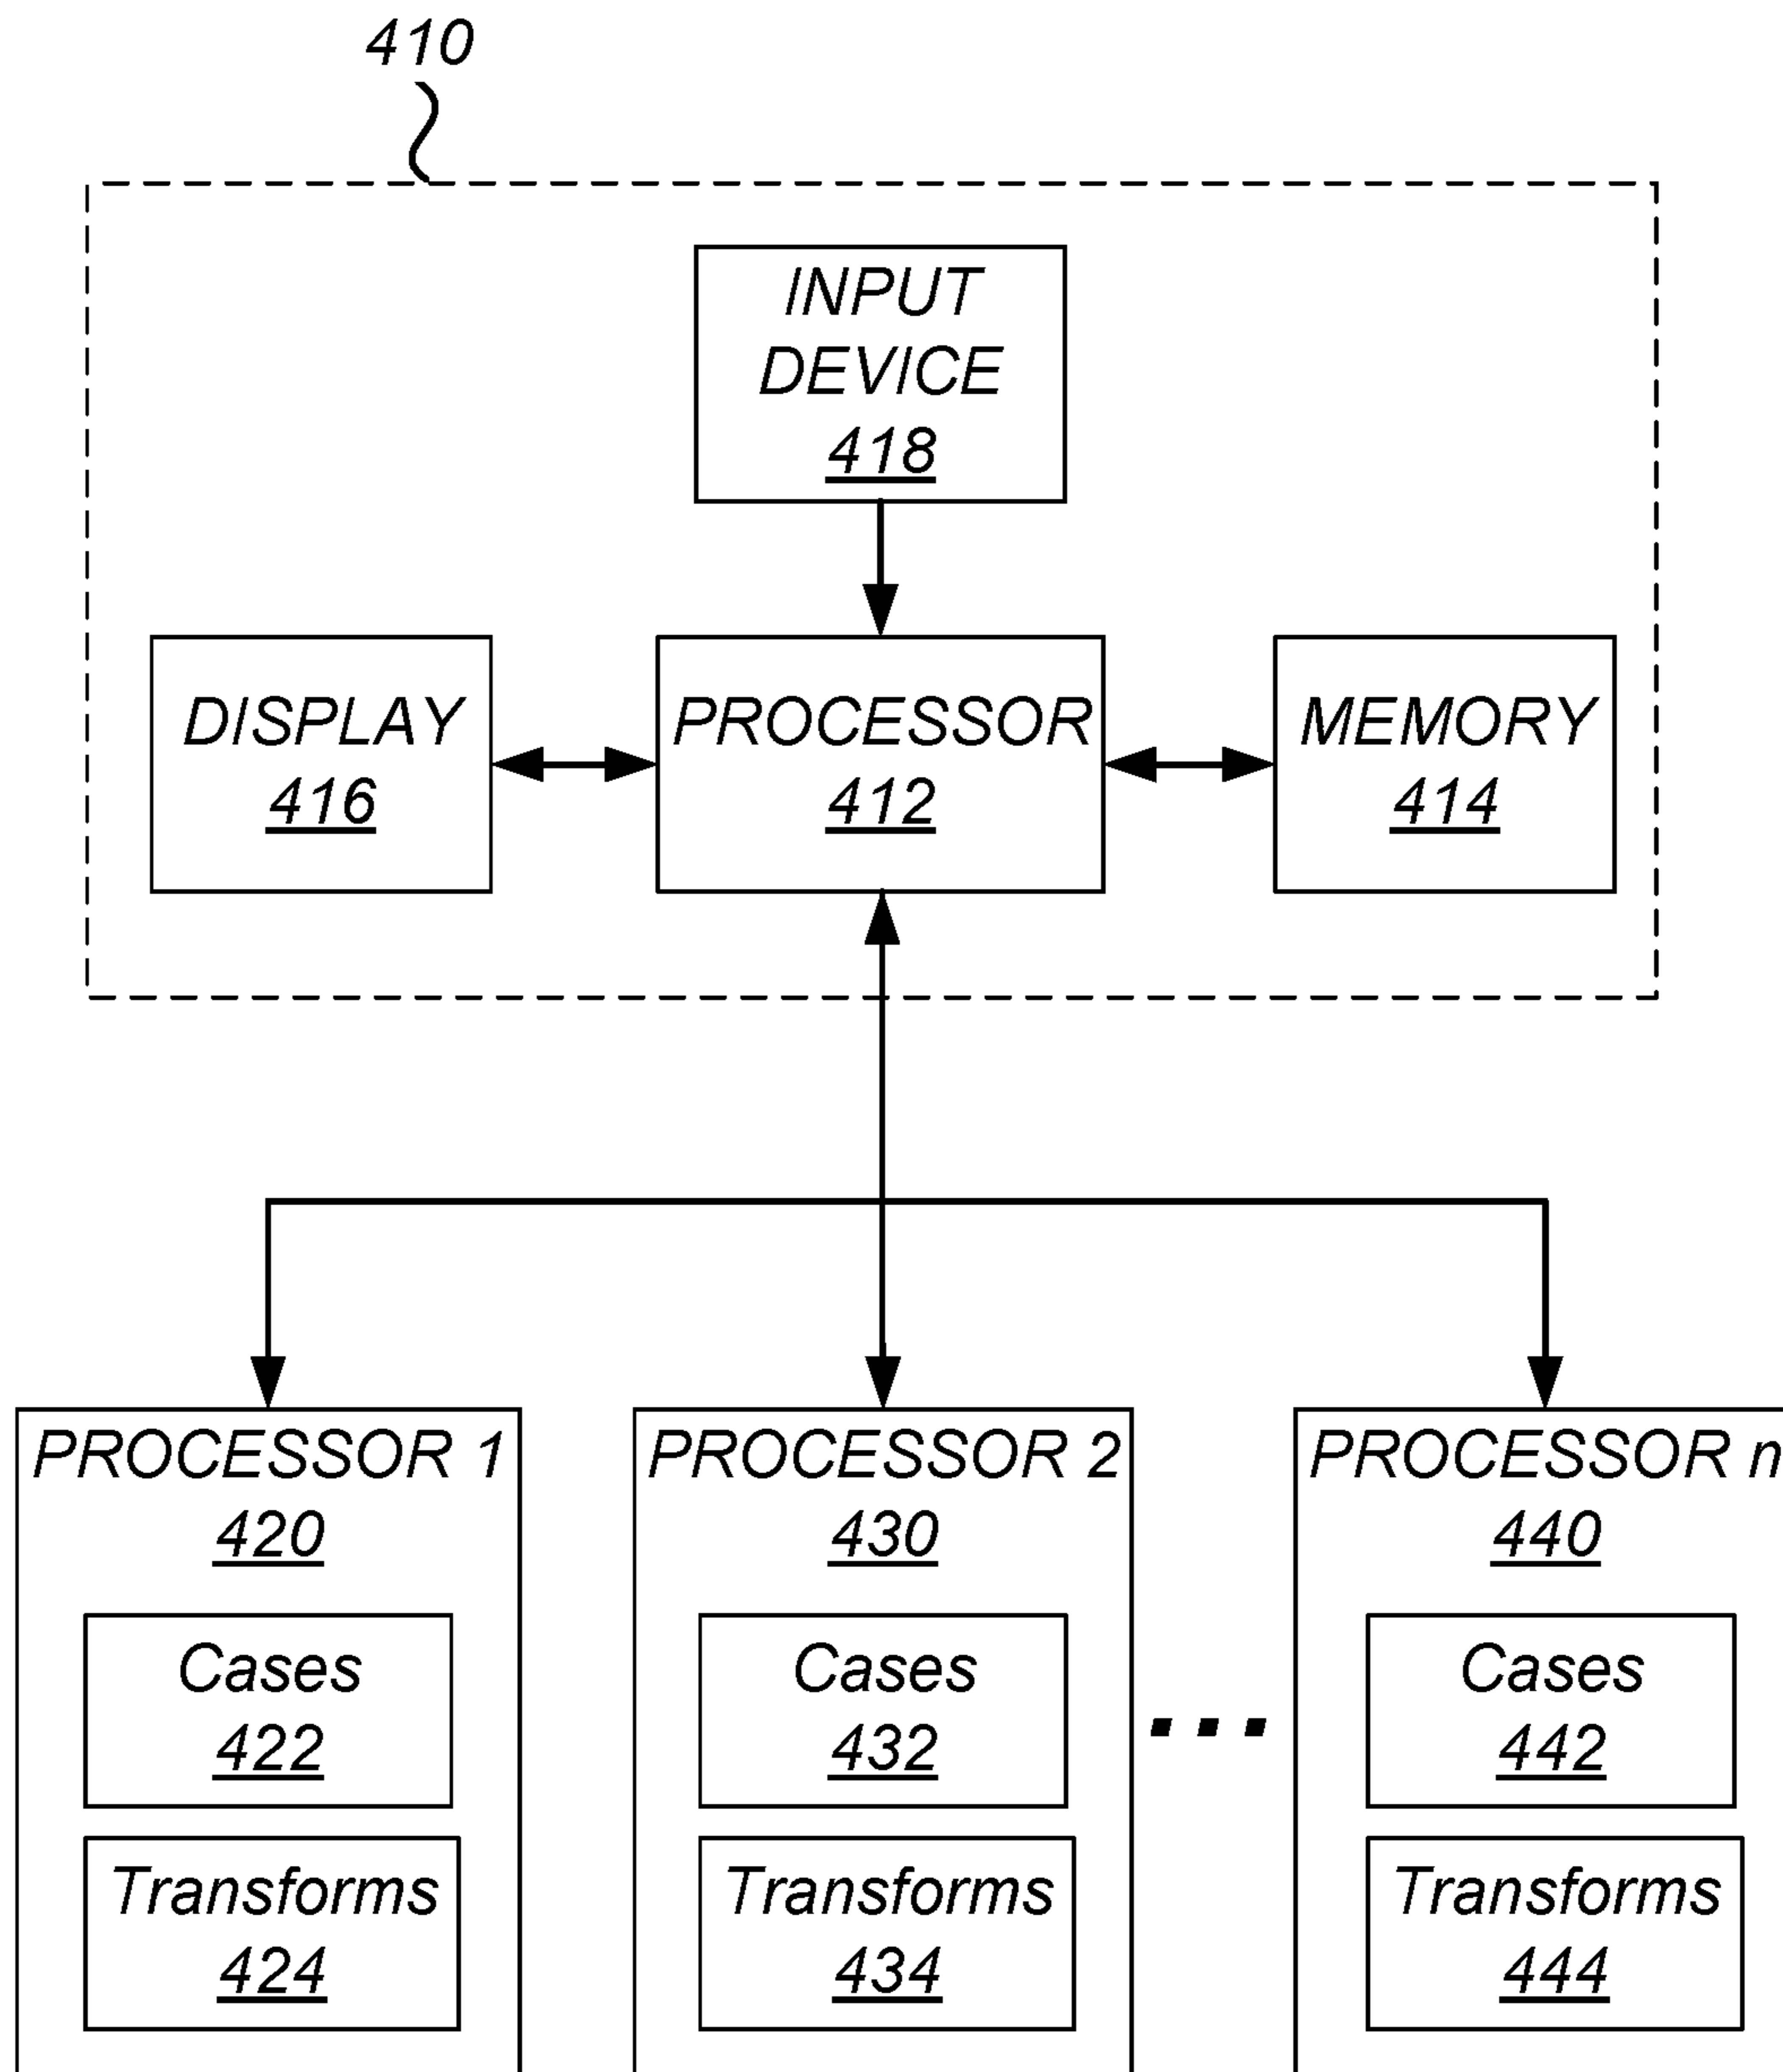 410
INPUT
DEVICE
418
DISPLAY
416
PROCESSOR
412
MEMORY
414
PROCESSOR 1
420
Cases
422
Transforms
424
PROCESSOR 2
430
Cases
432
Transforms
434
...
PROCESSOR n
440
Cases
442
Transforms
444